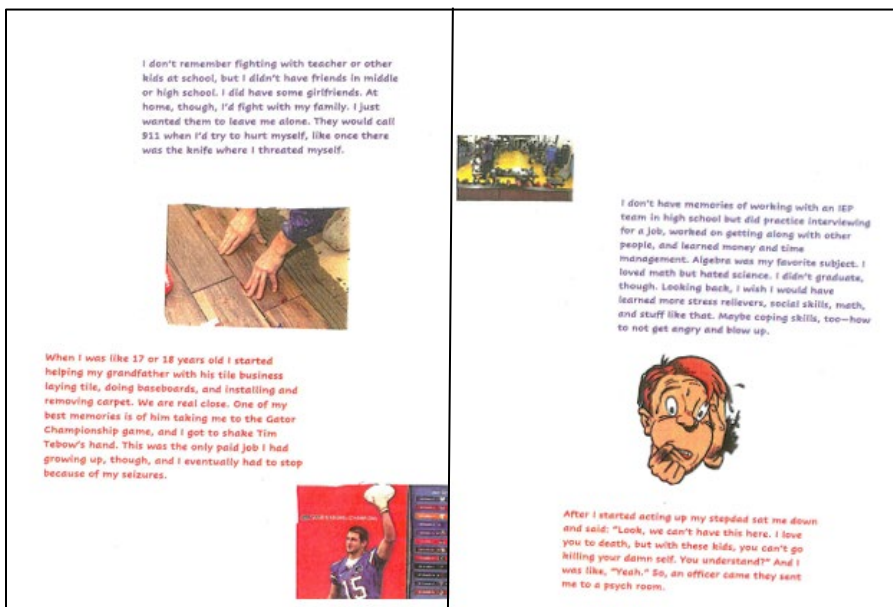 I don't remember fighting with teacher or other
kids at school, but I didn't have friends in middle
or high school. I did have some girlfriends. At
home, though, I'd fight with my family. I just
wanted them to leave me alone. They would call
911 when I'd try to hurt myself, like once there
was the knife where I threated myself.
When I was like 17 or 18 years old I started
helping my grandfather with his tile business
laying tile, doing baseboards, and installing and
removing carpet. We are real close. One of my
best memories is of him taking me to the Gator
Championship game, and I got to shake Tim
Tebow's hand. This was the only paid job I had
growing up, though, and I eventually had to stop
because of my seizures.
15
I don't have memories of working with an IEP
team in high school but did practice interviewing
for a job, worked on getting along with other
people, and learned money and time
management. Algebra was my favorite subject. I
loved math but hated science. I didn't graduate,
though. Looking back, I wish I would have
learned more stress relievers, social skills, math,
and stuff like that. Maybe coping skills, too—how
to not get angry and blow up.
After I started acting up my stepdad sat me down
and said: "Look, we can't have this here. I love
you to death, but with these kids, you can't go
killing your damn self. You understand?" And I
was like, "Yeah." So, an officer came they sent
me to a psych room.